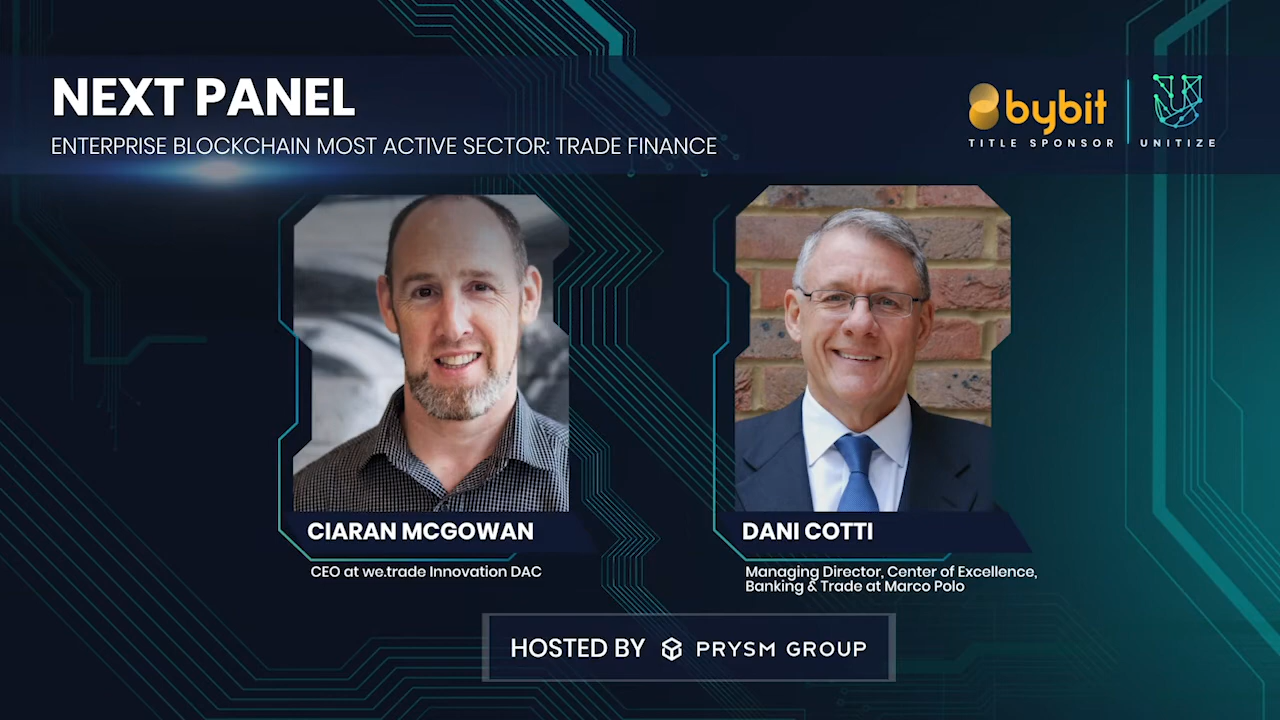 NEXT PANEL
ENTERPRISE BLOCKCHAIN MOST ACTIVE SECTOR: TRADE FINANCE
bybit
TITLE SPONSOR
UNITIZE
CIARAN MCGOWAN
CEO at we.trade Innovation DAC
DANI COTTI
Managing Director, Center of Excellence,
Banking & Trade at Marco Polo
HOSTED BY PRYSM GROUP